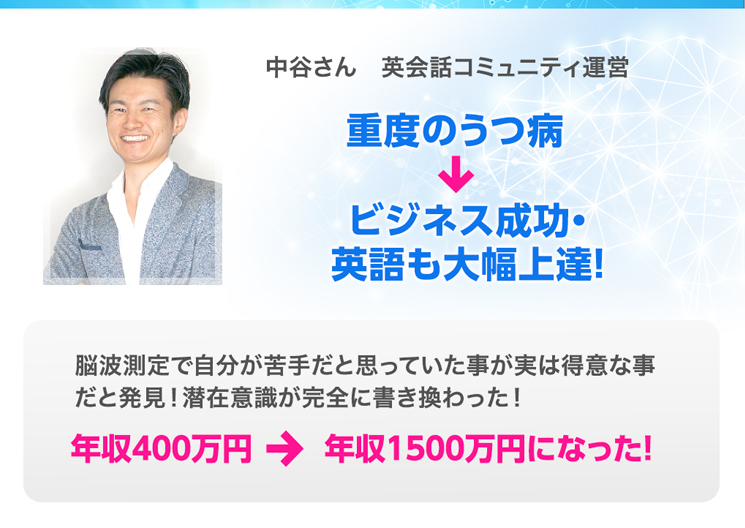 中谷さん　英会話コミュニティ運営
重度のうつ病
ビジネス成功・
英語も大幅上達!
脳波測定で自分が苦手だと思っていた事が実は得意な事
だと発見！潜在意識が完全に書き換わった！
年収400万円 → 年収1500万円になった!